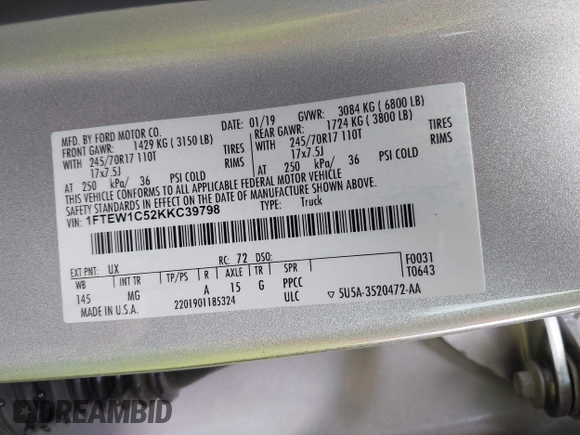 MFD. BY FORD MOTOR CO.
DATE: 01/19 GVWR: 3084 KG ( 6800 LB)
FRONT GAWR: 1429 KG ( 3150 LB) REAR GAWR: 1724 KG ( 3800 LB)
WITH 245/70R17 110T TIRES WITH 245/70R17 110T TIRES
17x7.5J RIMS 17x7.5J RIMS
AT 250 kPa/ 36 PSI COLD AT 250 kPa/ 36 PSI COLD
THIS VEHICLE CONFORMS TO ALL APPLICABLE FEDERAL MOTOR VEHICLE
SAFETY STANDARDS IN EFFECT ON THE DATE OF MANUFACTURE SHOWN ABOVE.
VIN: 1FTEW1C52KKC39798 TYPE: Truck
EXT PNT: UX RC: 72 DSO:
WB INT TR TP/PS R AXLE TR SPR F0031
145 MG A 15 G PPCC T0643
MADE IN U.S.A. 2201901185324 ULC ▽ 5U5A-3520472-AA
DREAMBID